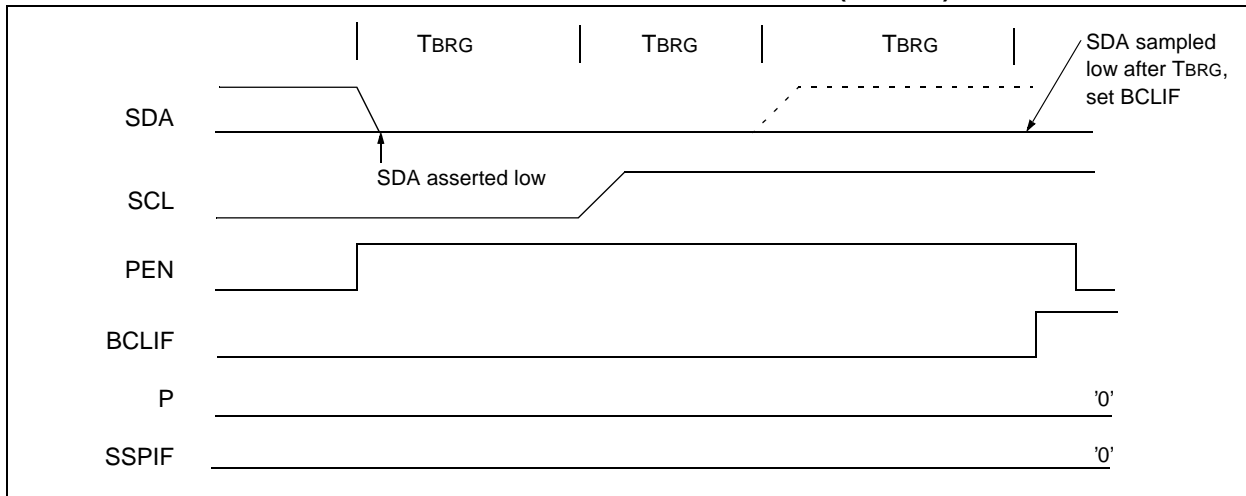 TBRG TBRG TBRG
SDA sampled
low after TBRG,
set BCLIF
SDA
SDA asserted low
SCL
PEN
BCLIF
P
'0'
SSPIF
'0'